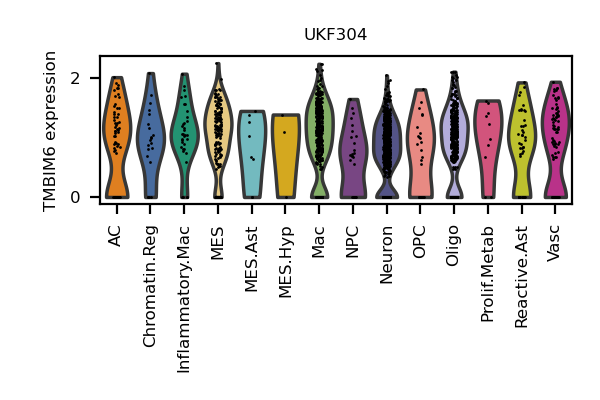 UKF304
TMBIM6 expression
2
0
AC
Chromatin.Reg
Inflammatory.Mac
MES
MES.Ast
MES.Hyp
Mac
NPC
Neuron
OPC
Oligo
Prolif.Metab
Reactive.Ast
Vasc